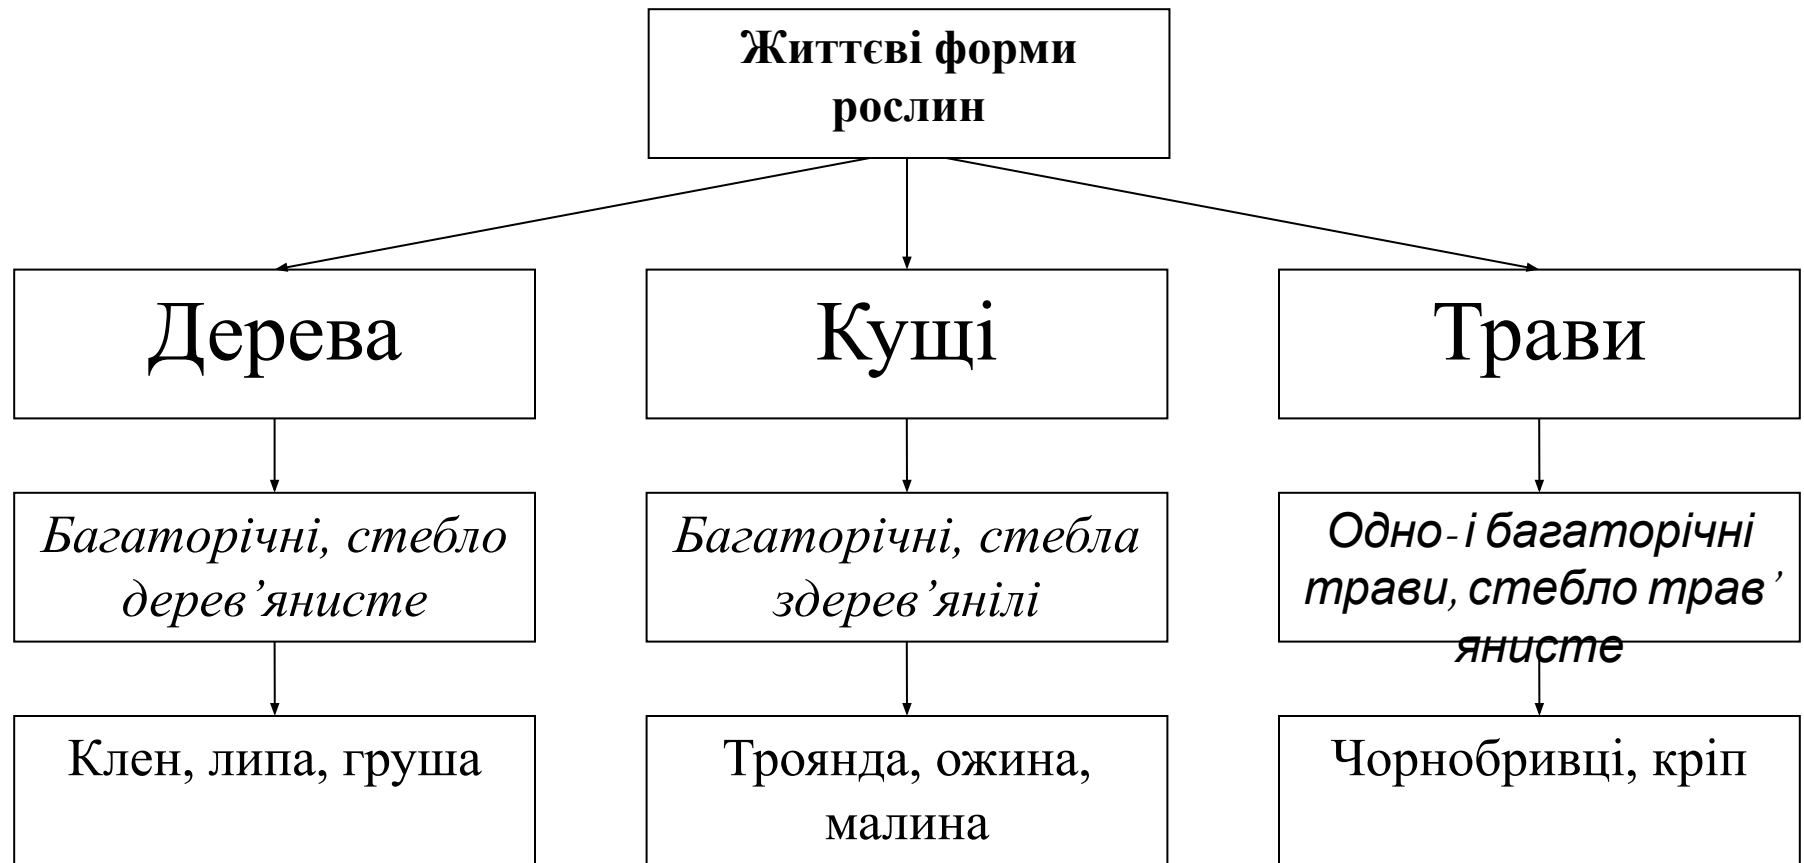 Життєві форми
рослин
Дерева
Кущі
Трави
Багаторічні, стебло
дерев’янисте
Багаторічні, стебла
здерев’янілі
Одно- і багаторічні
трави, стебло трав’
янисте
Клен, липа, груша
Троянда, ожина,
малина
Чорнобривці, кріп